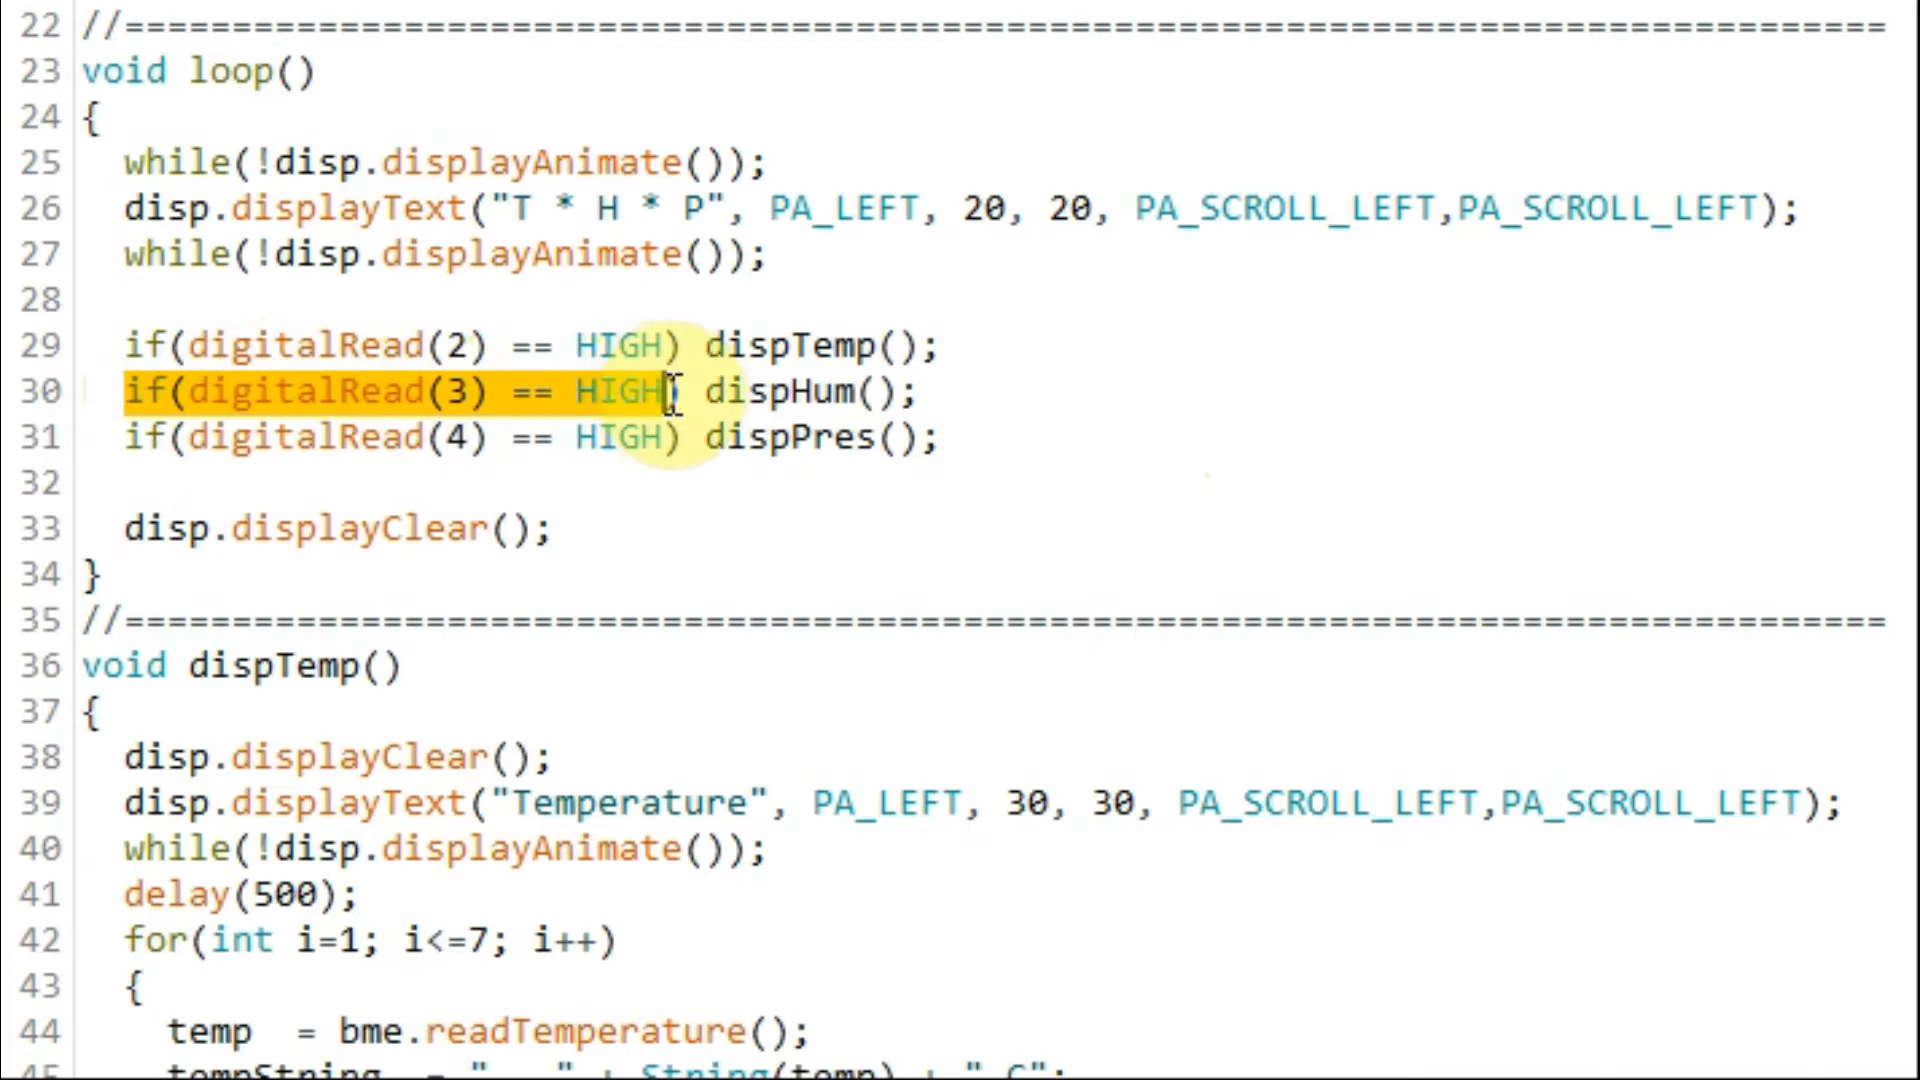 22 //==================================================================================
23 void loop()
24 {
25   while(!disp.displayAnimate());
26   disp.displayText("T * H * P", PA_LEFT, 20, 20, PA_SCROLL_LEFT,PA_SCROLL_LEFT);
27   while(!disp.displayAnimate());
28
29   if(digitalRead(2) == HIGH) dispTemp();
30   if(digitalRead(3) == HIGH) dispHum();
31   if(digitalRead(4) == HIGH) dispPres();
32
33   disp.displayClear();
34 }
35 //==================================================================================
36 void dispTemp()
37 {
38   disp.displayClear();
39   disp.displayText("Temperature", PA_LEFT, 30, 30, PA_SCROLL_LEFT,PA_SCROLL_LEFT);
40   while(!disp.displayAnimate());
41   delay(500);
42   for(int i=1; i<=7; i++)
43   {
44     temp  = bme.readTemperature();
45     tempString  = "   " + String(temp) + " C";